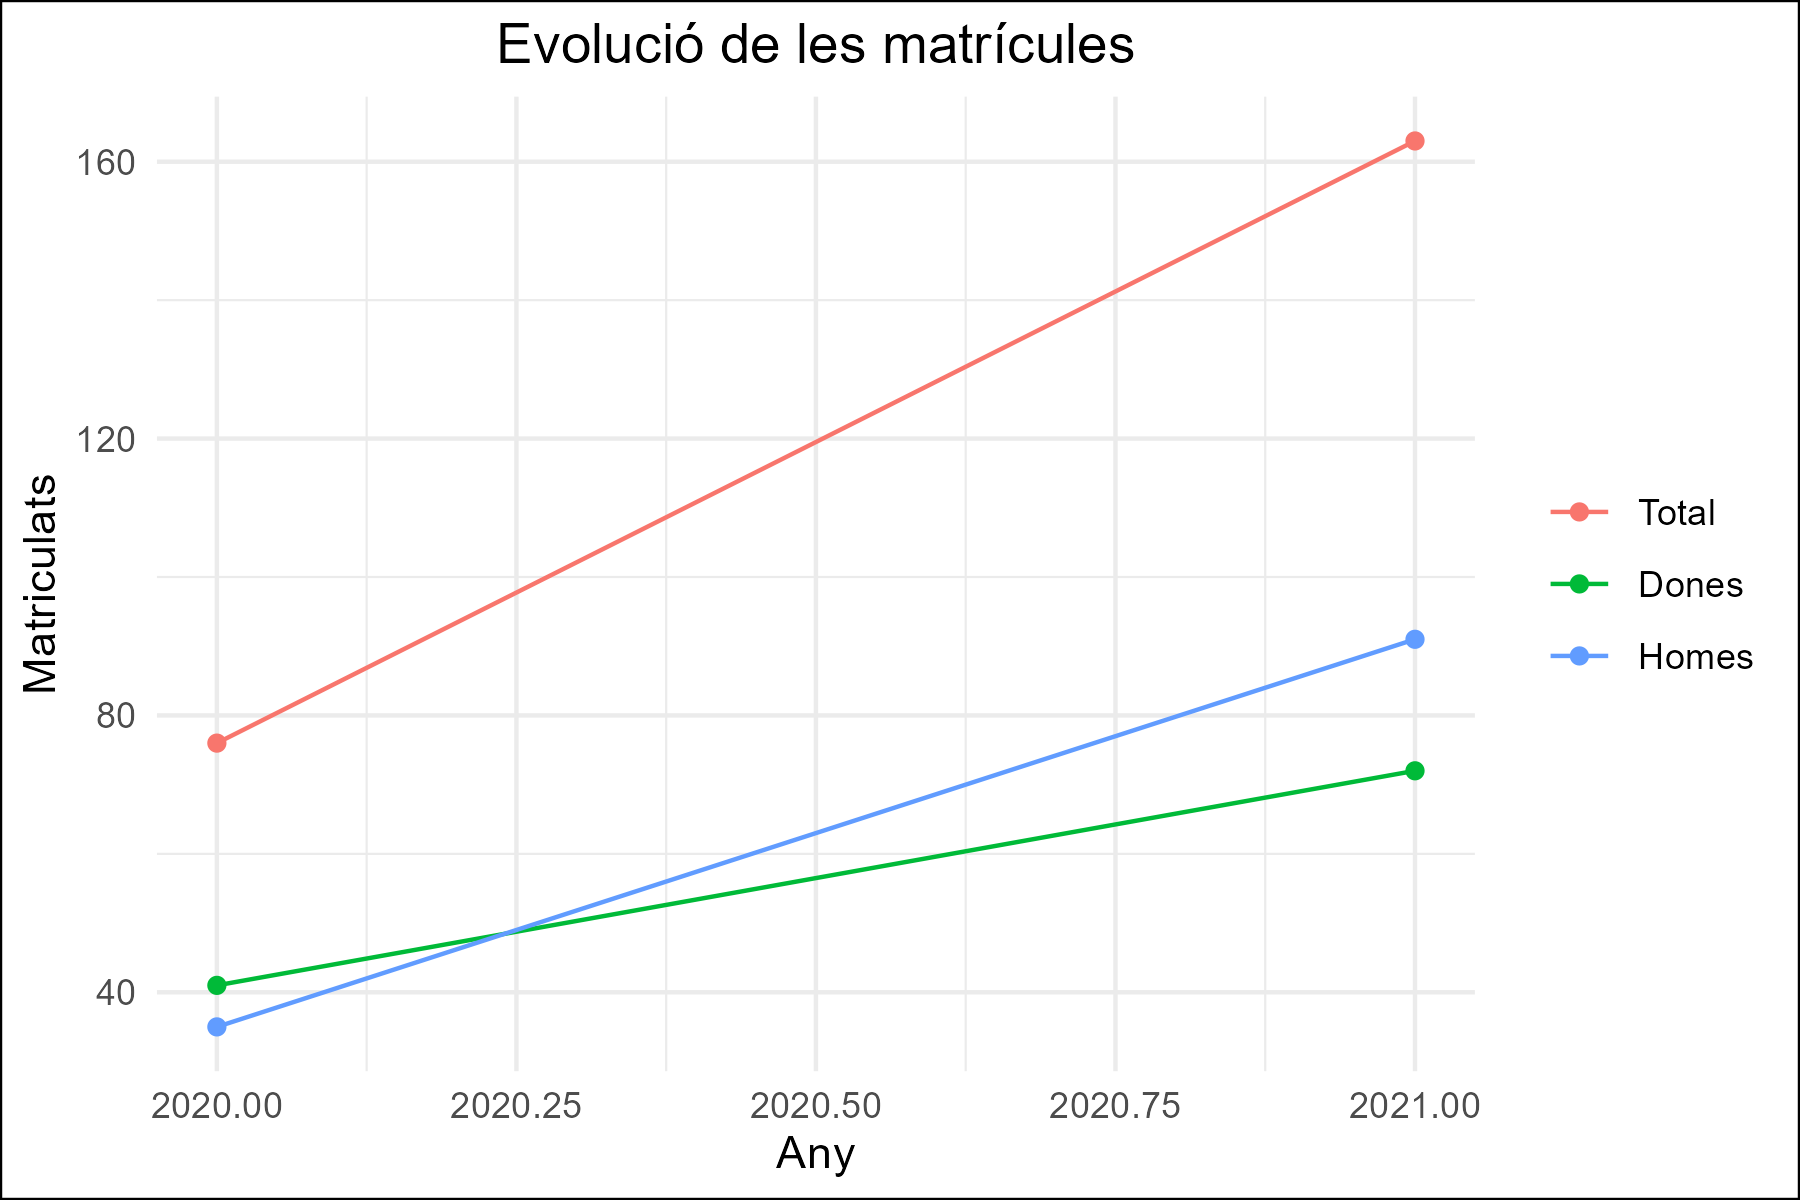 Evolució de les matrícules
160
120
80
40
Matriculats
2020.00 2020.25 2020.50 2020.75 2021.00
Any
Total
Dones
Homes